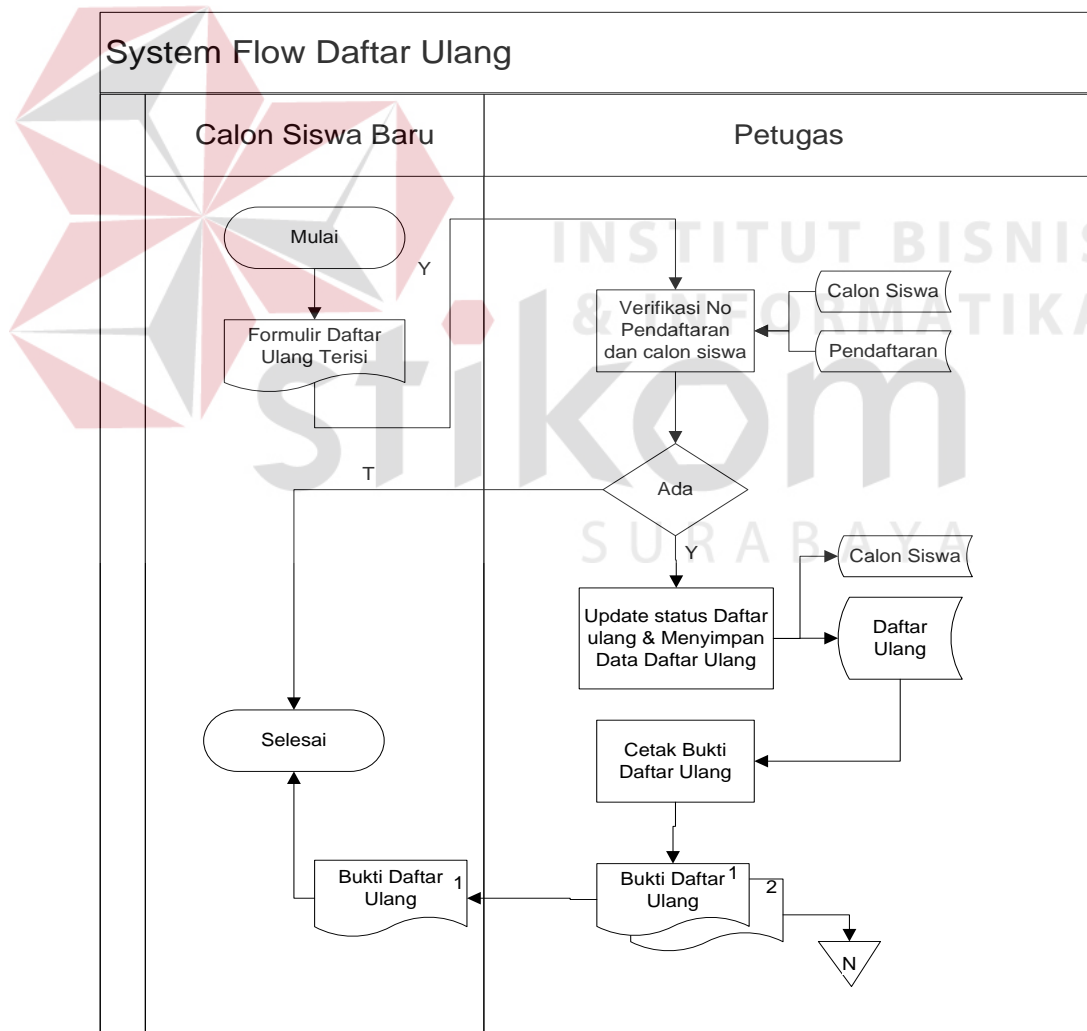 System Flow Daftar Ulang
Calon Siswa Baru
Petugas
INSTITUT BISNIS
& INFORMATIKA
stikom
SURABAYA
Mulai
Y
Formulir Daftar
Ulang Terisi
Verifikasi No
Pendaftaran
dan calon siswa
Calon Siswa
Pendaftaran
T
Ada
Y
Calon Siswa
Update status Daftar
ulang & Menyimpan
Data Daftar Ulang
Daftar
Ulang
Selesai
Cetak Bukti
Daftar Ulang
Bukti Daftar
Ulang
1
Bukti Daftar
Ulang
1
2
N